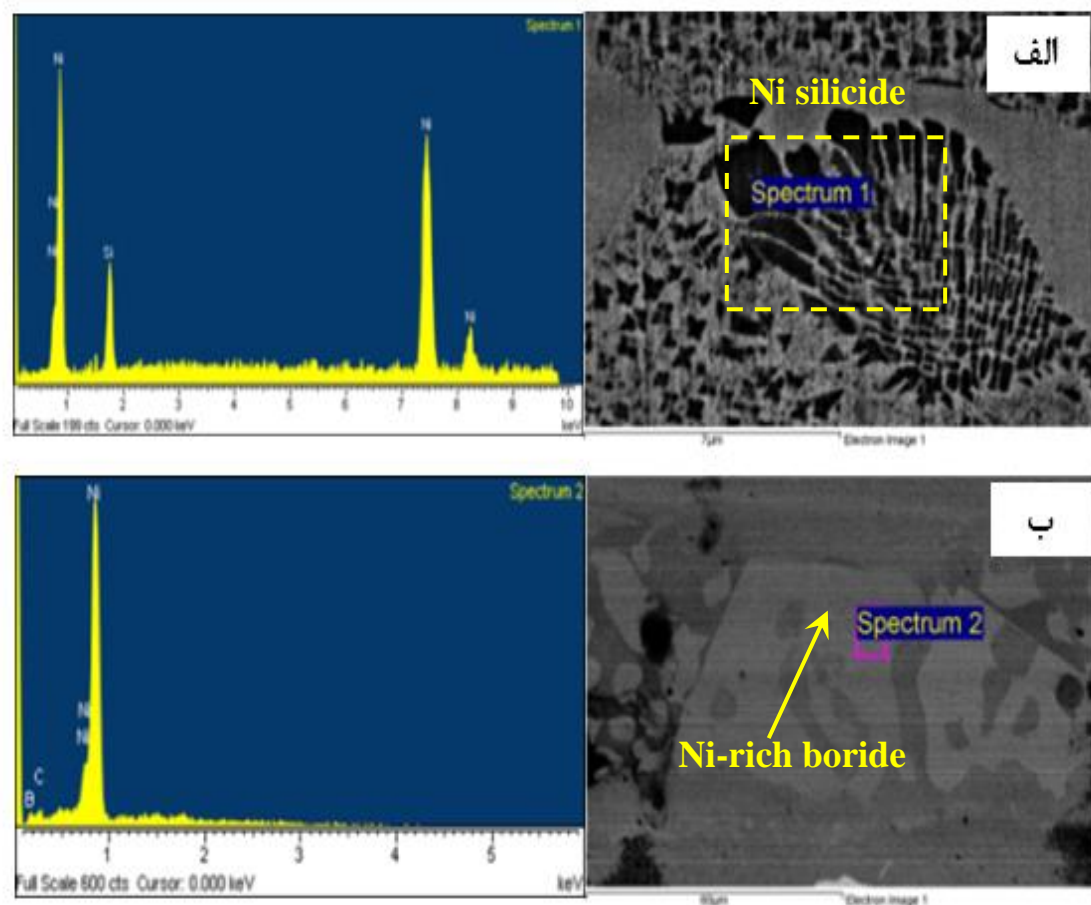 Spectrum 1
Ni
Ni
Ni
Si
Ni
Ni
1 2 3 4 5 6 7 8 9 10
Full Scale 199 cts Cursor: 0.000 keV keV
الف
Ni silicide
Spectrum 1
7µm Electron Image 1
Spectrum 2
Ni
Ni
Ni
C
B
1 2 3 4 5
Full Scale 600 cts Cursor: 0.000 keV keV
ب
Spectrum 2
Ni-rich boride
Electron Image 1